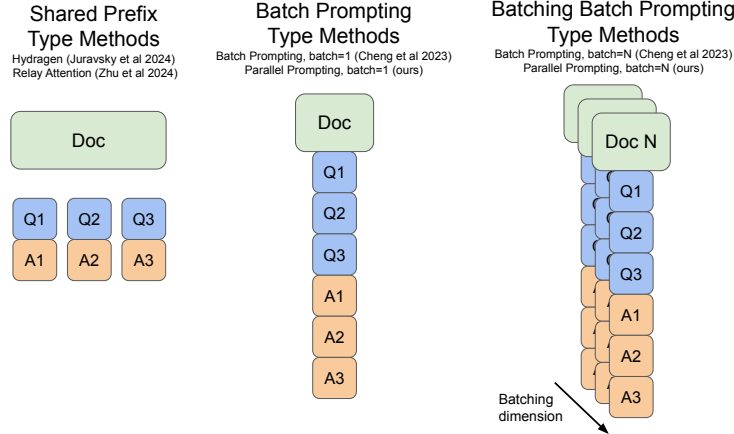 Shared Prefix
Type Methods
Hydragen (Juravsky et al 2024)
Relay Attention (Zhu et al 2024)
Doc
Q1 Q2 Q3
A1 A2 A3
Batch Prompting
Type Methods
Batch Prompting, batch=1 (Cheng et al 2023)
Parallel Prompting, batch=1 (ours)
Doc
Q1
Q2
Q3
A1
A2
A3
Batching Batch Prompting
Type Methods
Batch Prompting, batch=N (Cheng et al 2023)
Parallel Prompting, batch=N (ours)
Doc N
Q1
Q2
Q3
A1
A2
A3
Batching
dimension